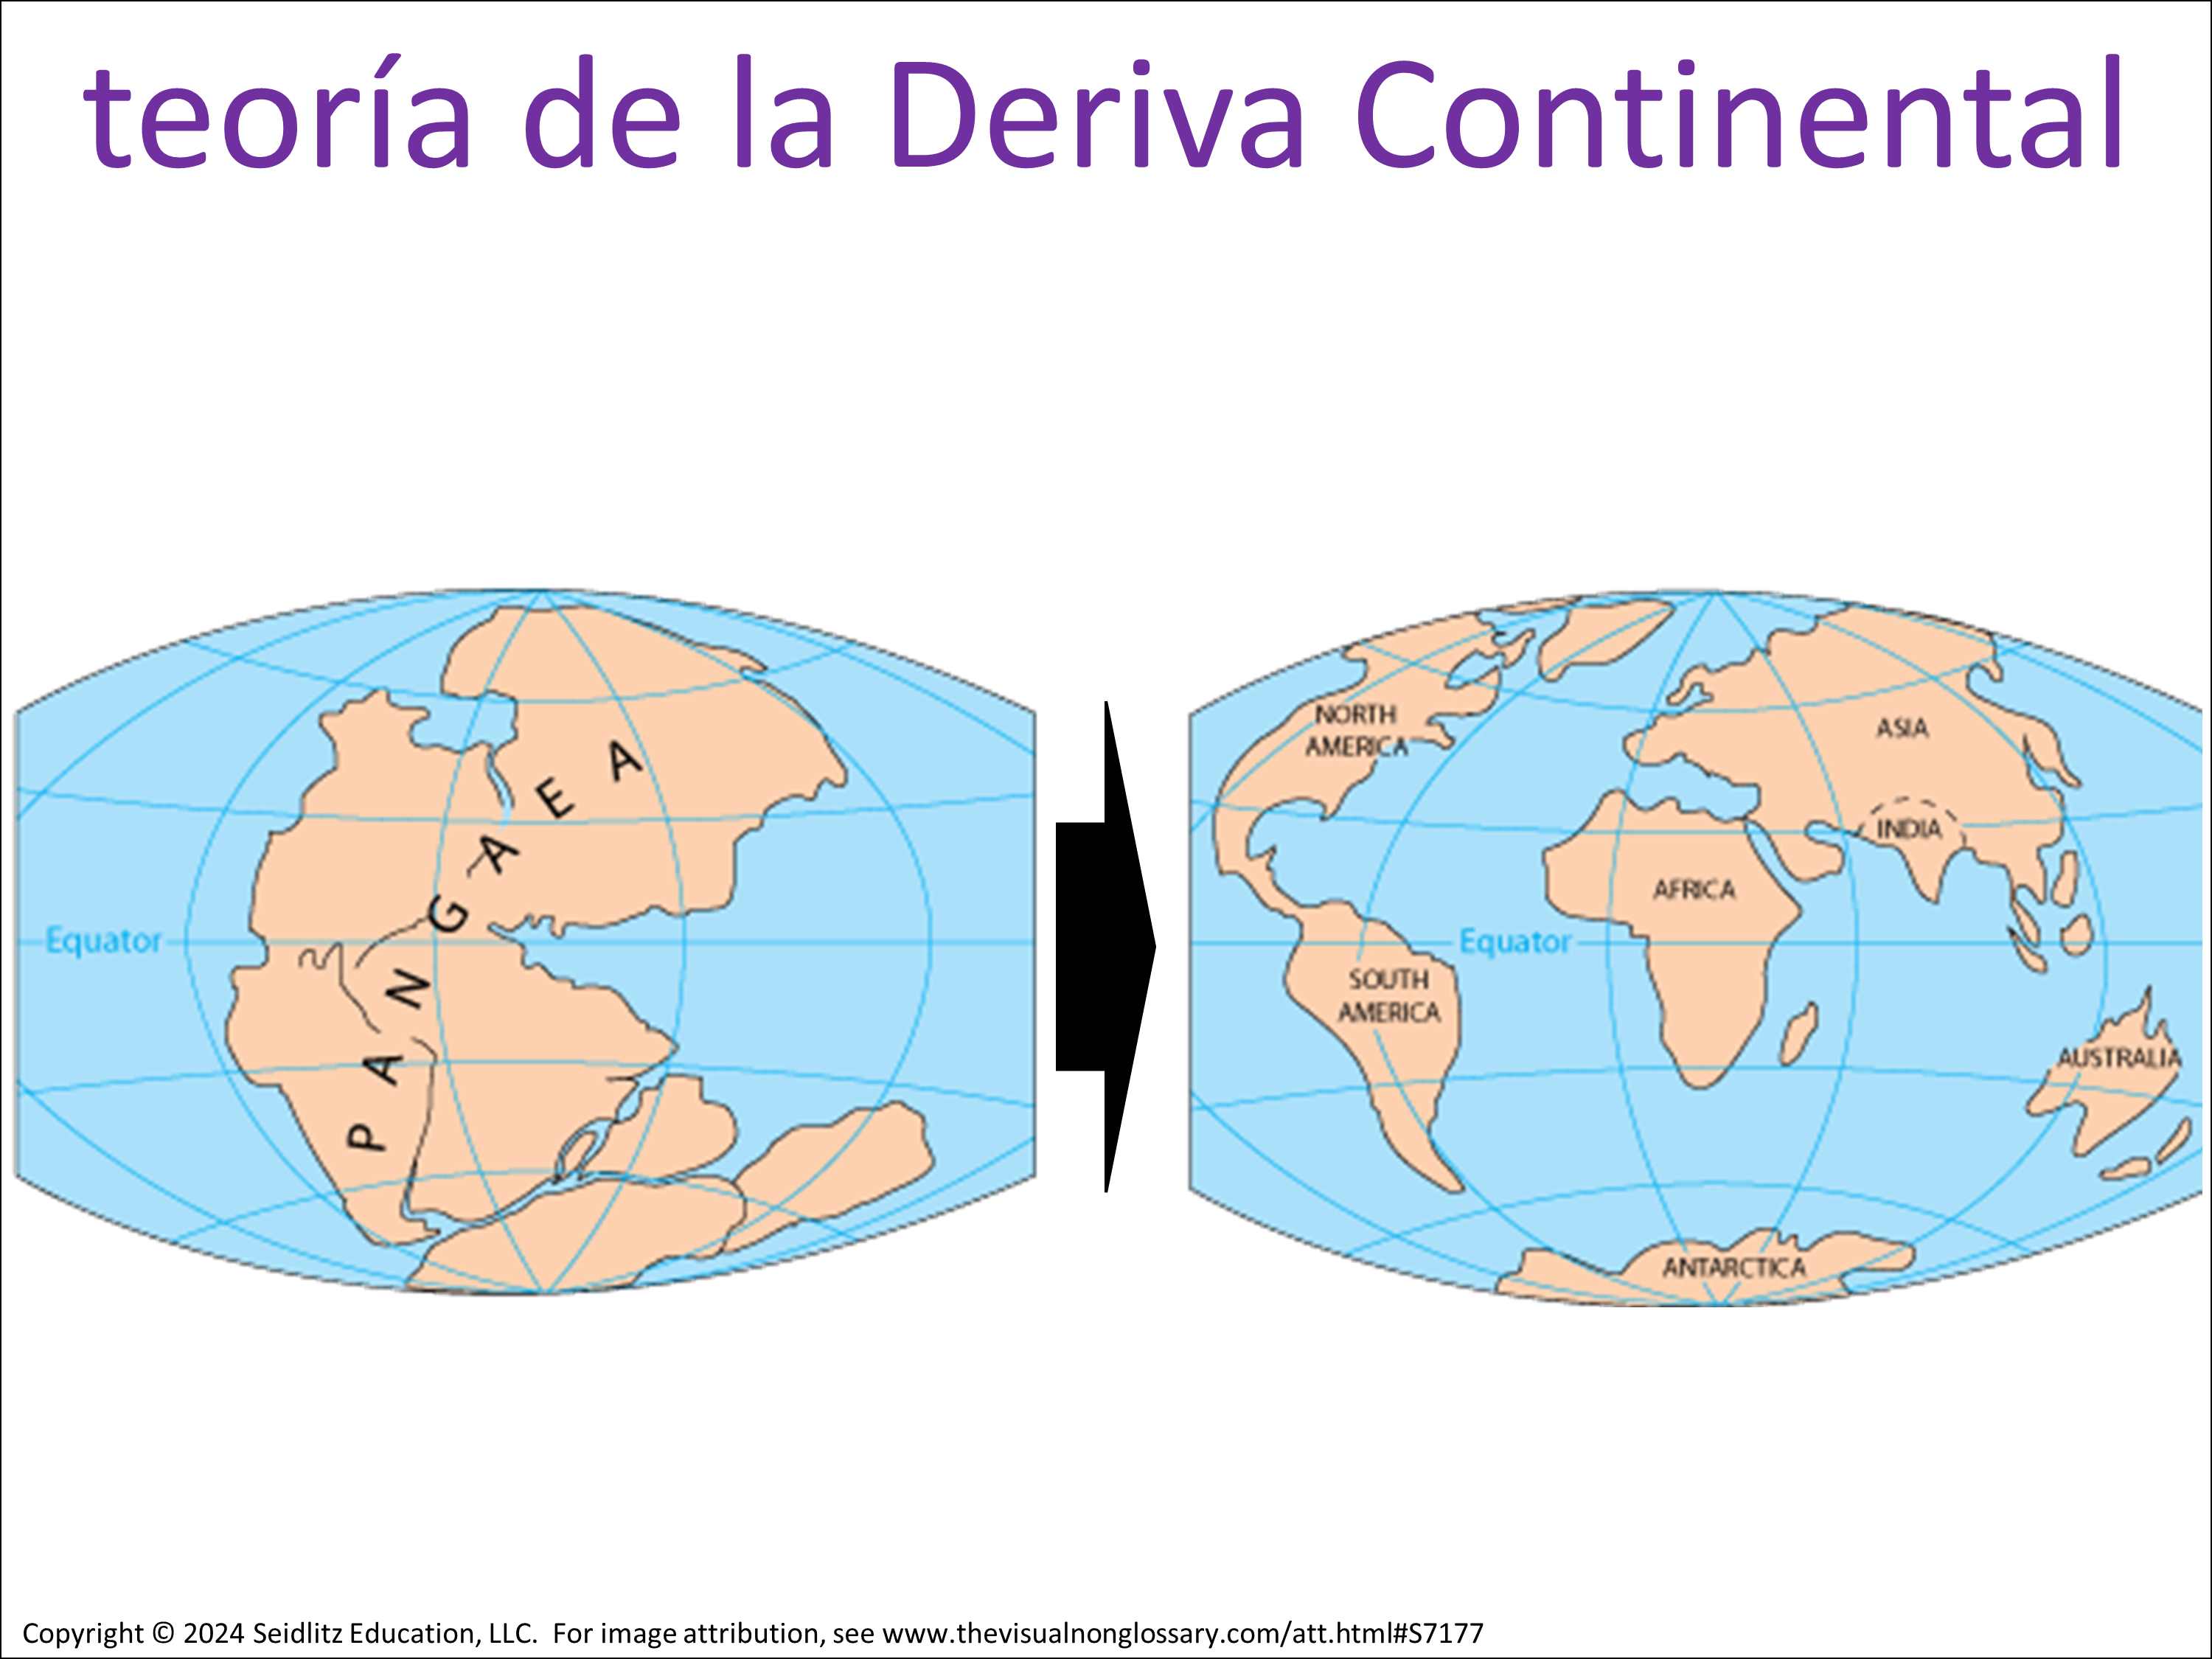 teoría de la Deriva Continental
PANGAEA
Equator
NORTH
AMERICA
ASIA
INDIA
AFRICA
Equator
SOUTH
AMERICA
AUSTRALIA
ANTARCTICA
Copyright © 2024 Seidlitz Education, LLC.  For image attribution, see www.thevisualnonglossary.com/att.html#S7177